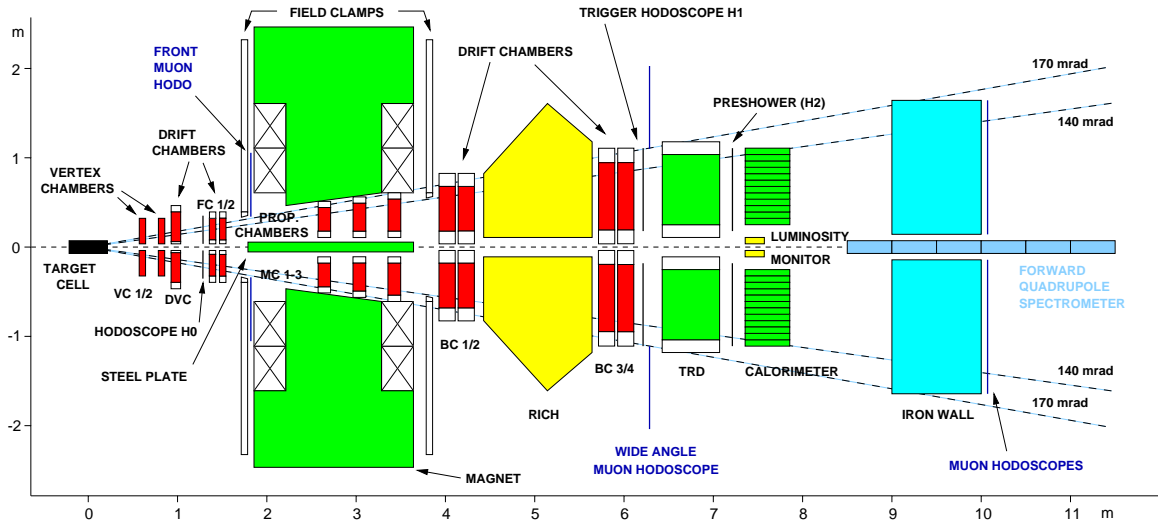 FIELD CLAMPS
TRIGGER HODOSCOPE H1
m
FRONT
MUON
HODO
DRIFT CHAMBERS
170 mrad
2
PRESHOWER (H2)
140 mrad
DRIFT
CHAMBERS
1
VERTEX
CHAMBERS
FC 1/2
PROP.
CHAMBERS
0
LUMINOSITY
MONITOR
TARGET
CELL
VC 1/2
DVC
MC 1-3
FORWARD
QUADRUPOLE
SPECTROMETER
HODOSCOPE H0
-1
BC 1/2
BC 3/4
TRD
CALORIMETER
STEEL PLATE
140 mrad
170 mrad
RICH
IRON WALL
-2
WIDE ANGLE
MUON HODOSCOPE
MUON HODOSCOPES
MAGNET
0 1 2 3 4 5 6 7 8 9 10 11 m